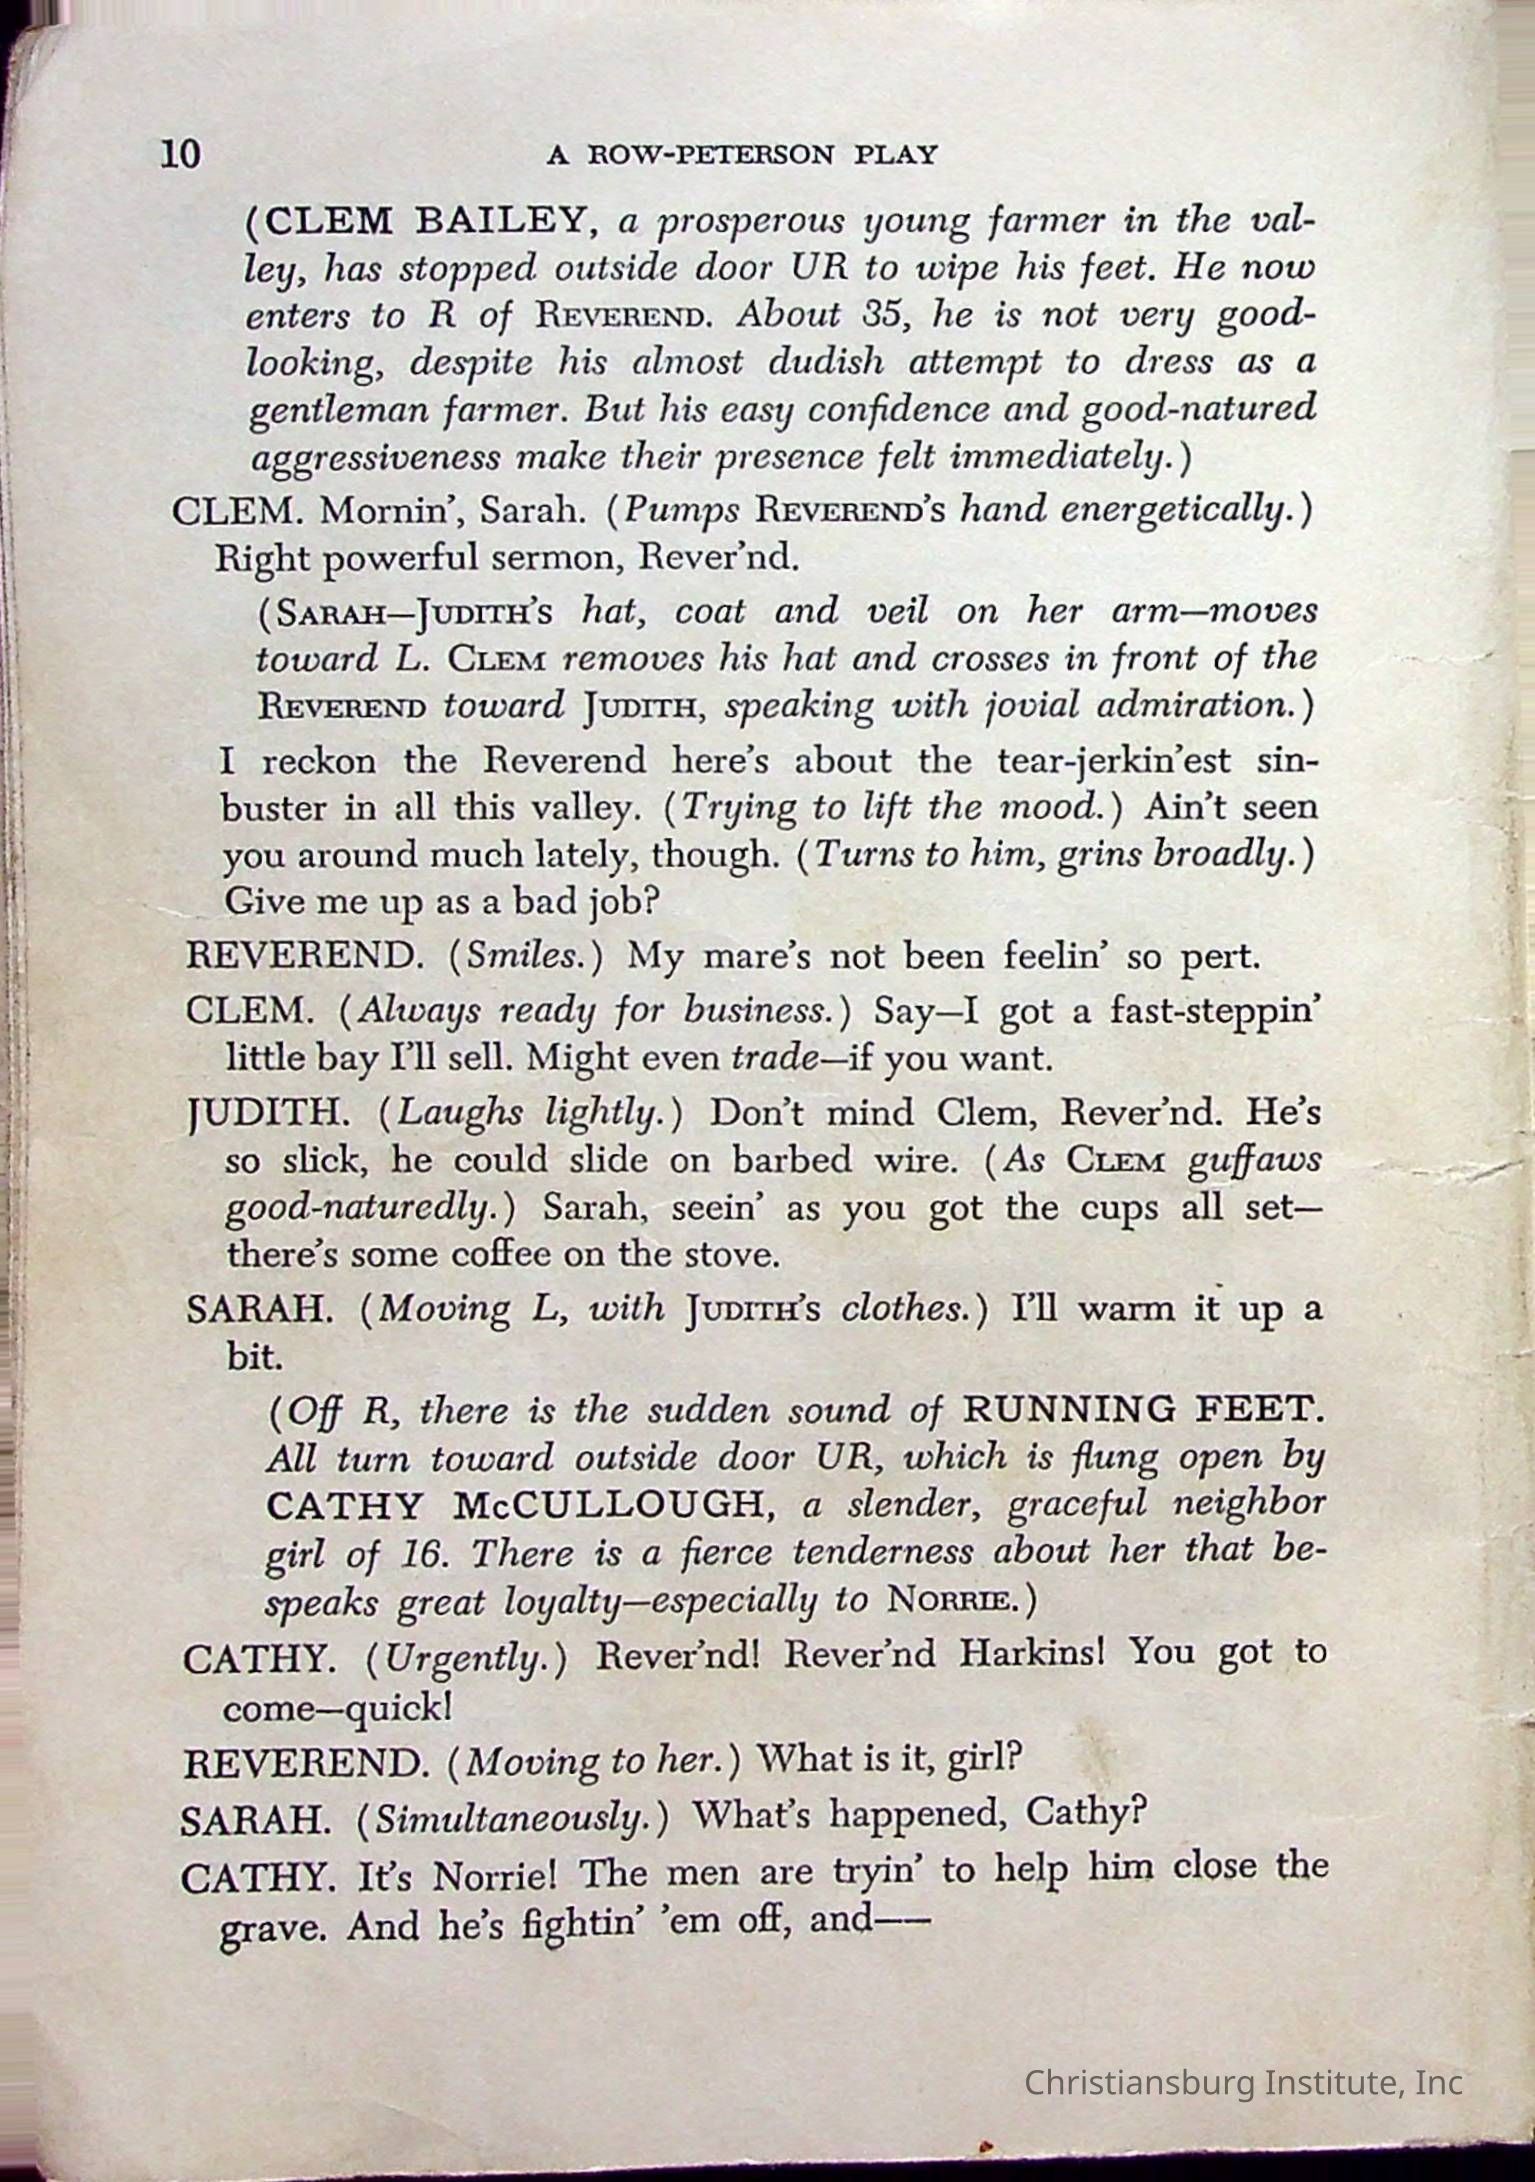 10 A ROW-PETERSON PLAY
(CLEM BAILEY, a prosperous young farmer in the val-
ley, has stopped outside door UR to wipe his feet. He now
enters to R of REVEREND. About 35, he is not very good-
looking, despite his almost dudish attempt to dress as a
gentleman farmer. But his easy confidence and good-natured
aggressiveness make their presence felt immediately.)
CLEM. Mornin’, Sarah. (Pumps REVEREND’S hand energetically.)
Right powerful sermon, Rever’nd.
(SARAH—JUDITH’S hat, coat and veil on her arm—moves
toward L. CLEM removes his hat and crosses in front of the
REVEREND toward JUDITH, speaking with jovial admiration.)
I reckon the Reverend here’s about the tear-jerkin’est sin-
buster in all this valley. (Trying to lift the mood.) Ain’t seen
you around much lately, though. (Turns to him, grins broadly.)
Give me up as a bad job?
REVEREND. (Smiles.) My mare’s not been feelin’ so pert.
CLEM. (Always ready for business.) Say—I got a fast-steppin’
little bay I’ll sell. Might even trade—if you want.
JUDITH. (Laughs lightly.) Don’t mind Clem, Rever’nd. He’s
so slick, he could slide on barbed wire. (As CLEM guffaws
good-naturedly.) Sarah, seein’ as you got the cups all set—
there’s some coffee on the stove.
SARAH. (Moving L, with JUDITH’S clothes.) I’ll warm it up a
bit.
(Off R, there is the sudden sound of RUNNING FEET.
All turn toward outside door UR, which is flung open by
CATHY McCULLOUGH, a slender, graceful neighbor
girl of 16. There is a fierce tenderness about her that be-
speaks great loyalty—especially to NORRIE.)
CATHY. (Urgently.) Rever’nd! Rever’nd Harkins! You got to
come—quick!
REVEREND. (Moving to her.) What is it, girl?
SARAH. (Simultaneously.) What’s happened, Cathy?
CATHY. It’s Norrie! The men are tryin’ to help him close the
grave. And he’s fightin’ ’em off, and——
Christiansburg Institute, Inc